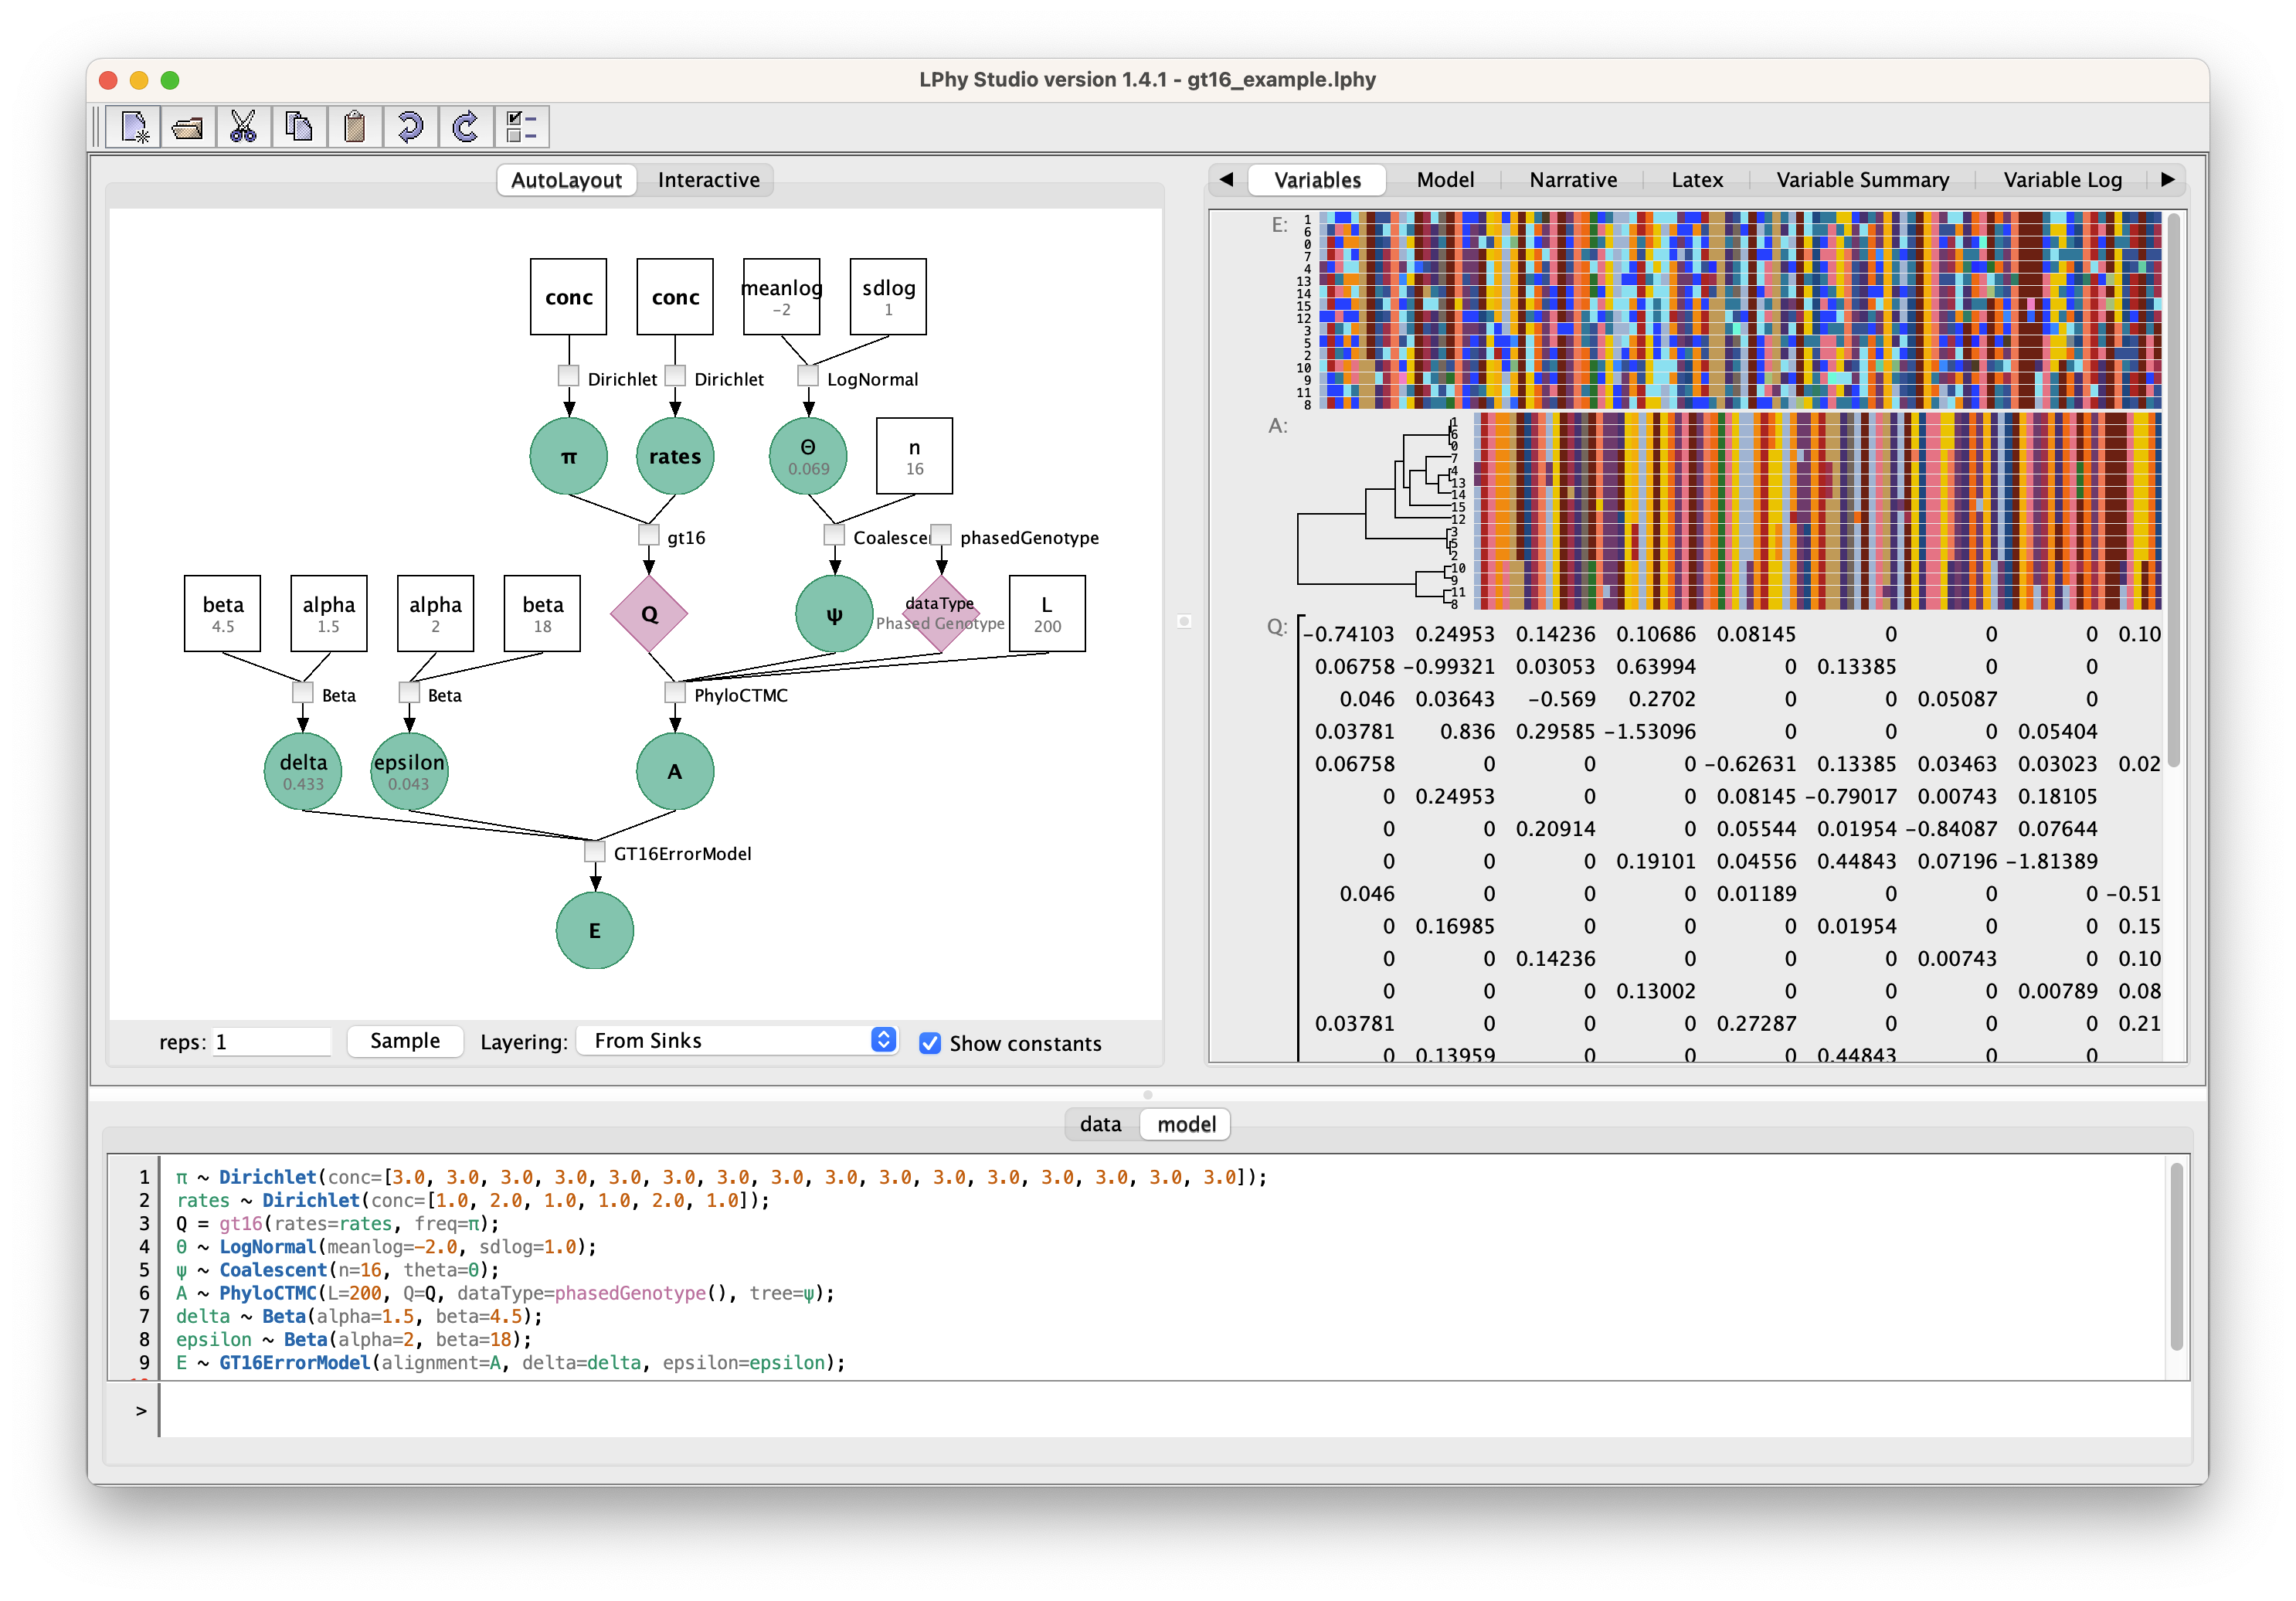 LPhy Studio version 1.4.1 - gt16_example.lphy
AutoLayout Interactive
conc conc meanlog sdlog
-2 1
Dirichlet Dirichlet LogNormal
π rates Θ n
0.069 16
gt16 Coalescen phasedGenotype
beta alpha alpha beta Q ψ dataType L
4.5 1.5 2 18 Phased Genotype 200
Beta Beta PhyloCTMC
delta epsilon A
0.433 0.043
GT16ErrorModel
E
reps: 1 Sample Layering: From Sinks Show constants
Variables Model Narrative Latex Variable Summary Variable Log
E:
1
6
0
7
4
13
14
15
12
3
5
2
10
9
11
8
A:
1
6
0
7
4
13
14
15
12
3
5
2
10
9
11
8
Q:
-0.74103 0.24953 0.14236 0.10686 0.08145 0 0 0 0.10
0.06758 -0.99321 0.03053 0.63994 0 0.13385 0 0
0.046 0.03643 -0.569 0.2702 0 0 0.05087 0
0.03781 0.836 0.29585 -1.53096 0 0 0 0.05404
0.06758 0 0 0 -0.62631 0.13385 0.03463 0.03023 0.02
0 0.24953 0 0 0.08145 -0.79017 0.00743 0.18105
0 0 0.20914 0 0.05544 0.01954 -0.84087 0.07644
0 0 0 0.19101 0.04556 0.44843 0.07196 -1.81389
0.046 0 0 0 0.01189 0 0 0 -0.51
0 0.16985 0 0 0 0.01954 0 0 0.15
0 0 0.14236 0 0 0 0.00743 0 0.10
0 0 0 0.13002 0 0 0 0.00789 0.08
0.03781 0 0 0 0.27287 0 0 0 0.21
0 0.13959 0 0 0 0.44843 0 0
data model
1 π ~ Dirichlet(conc=[3.0, 3.0, 3.0, 3.0, 3.0, 3.0, 3.0, 3.0, 3.0, 3.0, 3.0, 3.0, 3.0, 3.0, 3.0, 3.0]);
2 rates ~ Dirichlet(conc=[1.0, 2.0, 1.0, 1.0, 2.0, 1.0]);
3 Q = gt16(rates=rates, freq=π);
4 Θ ~ LogNormal(meanlog=-2.0, sdlog=1.0);
5 ψ ~ Coalescent(n=16, theta=Θ);
6 A ~ PhyloCTMC(L=200, Q=Q, dataType=phasedGenotype(), tree=ψ);
7 delta ~ Beta(alpha=1.5, beta=4.5);
8 epsilon ~ Beta(alpha=2, beta=18);
9 E ~ GT16ErrorModel(alignment=A, delta=delta, epsilon=epsilon);
>